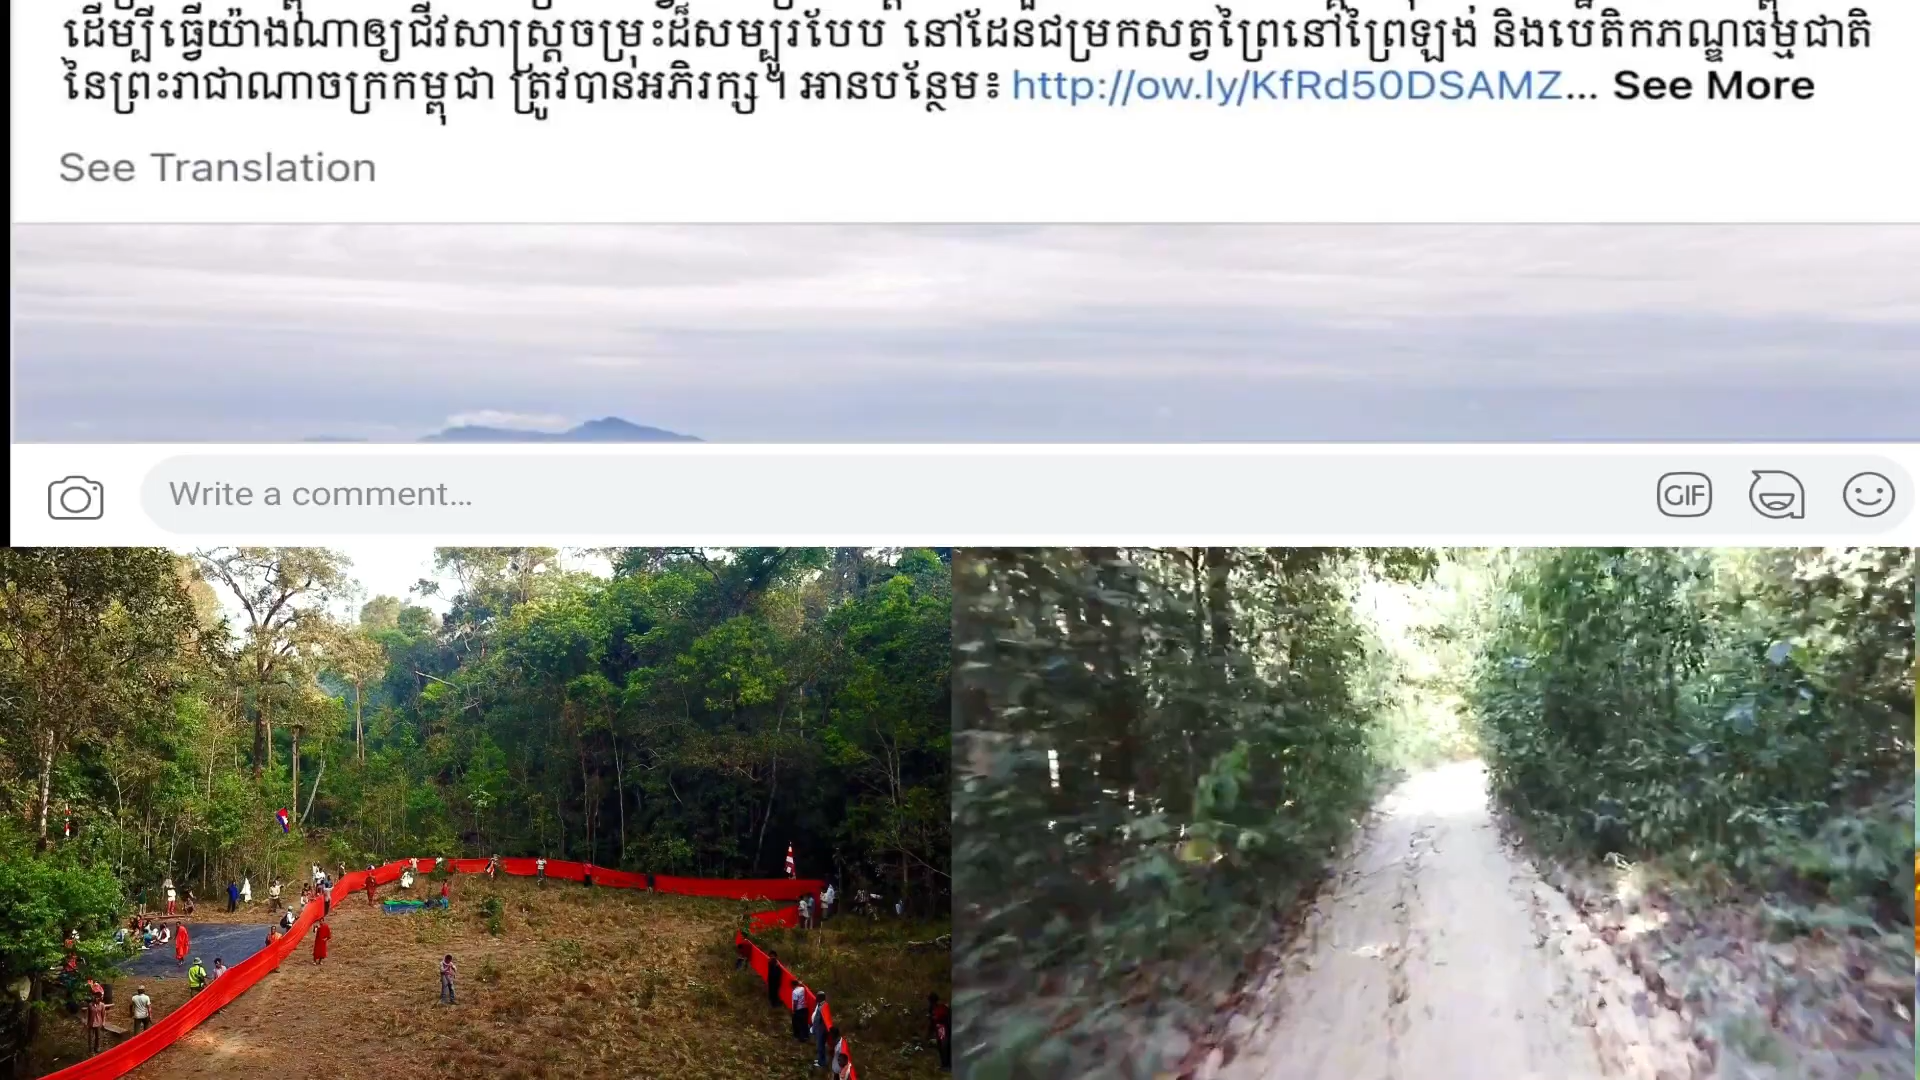 ដើម្បីធ្វើយ៉ាងណាឲ្យជីវសាស្ត្រចម្រុះដ៏សម្បូរបែប នៅដែនជម្រកសត្វព្រៃនៅព្រៃឡង់ និងបេតិកភណ្ឌធម្មជាតិ
នៃព្រះរាជាណាចក្រកម្ពុជា ត្រូវបានអភិរក្ស។ អានបន្ថែម៖ http://ow.ly/KfRd50DSAMZ... See More
See Translation
Write a comment...
GIF